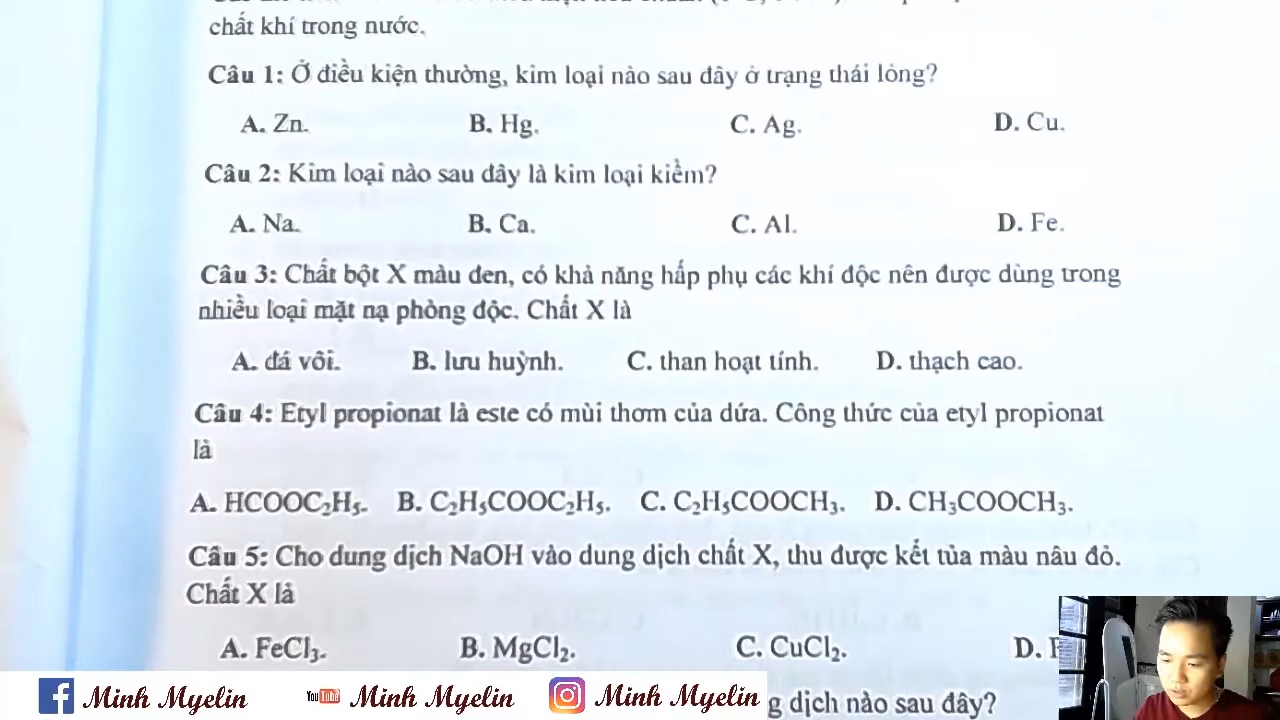 chất khí trong nước.
Câu 1: Ở điều kiện thường, kim loại nào sau đây ở trạng thái lỏng?
A. Zn. B. Hg. C. Ag. D. Cu.
Câu 2: Kim loại nào sau đây là kim loại kiềm?
A. Na. B. Ca. C. Al. D. Fe.
Câu 3: Chất bột X màu đen, có khả năng hấp phụ các khí độc nên được dùng trong
nhiều loại mặt nạ phòng độc. Chất X là
A. đá vôi. B. lưu huỳnh. C. than hoạt tính. D. thạch cao.
Câu 4: Etyl propionat là este có mùi thơm của dứa. Công thức của etyl propionat
là
A. HCOOC₂H₅. B. C₂H₅COOC₂H₅. C. C₂H₅COOCH₃. D. CH₃COOCH₃.
Câu 5: Cho dung dịch NaOH vào dung dịch chất X, thu được kết tủa màu nâu đỏ.
Chất X là
A. FeCl₃. B. MgCl₂. C. CuCl₂. D.
dịch nào sau đây?
Minh Myelin YouTube Minh Myelin Minh Myelin